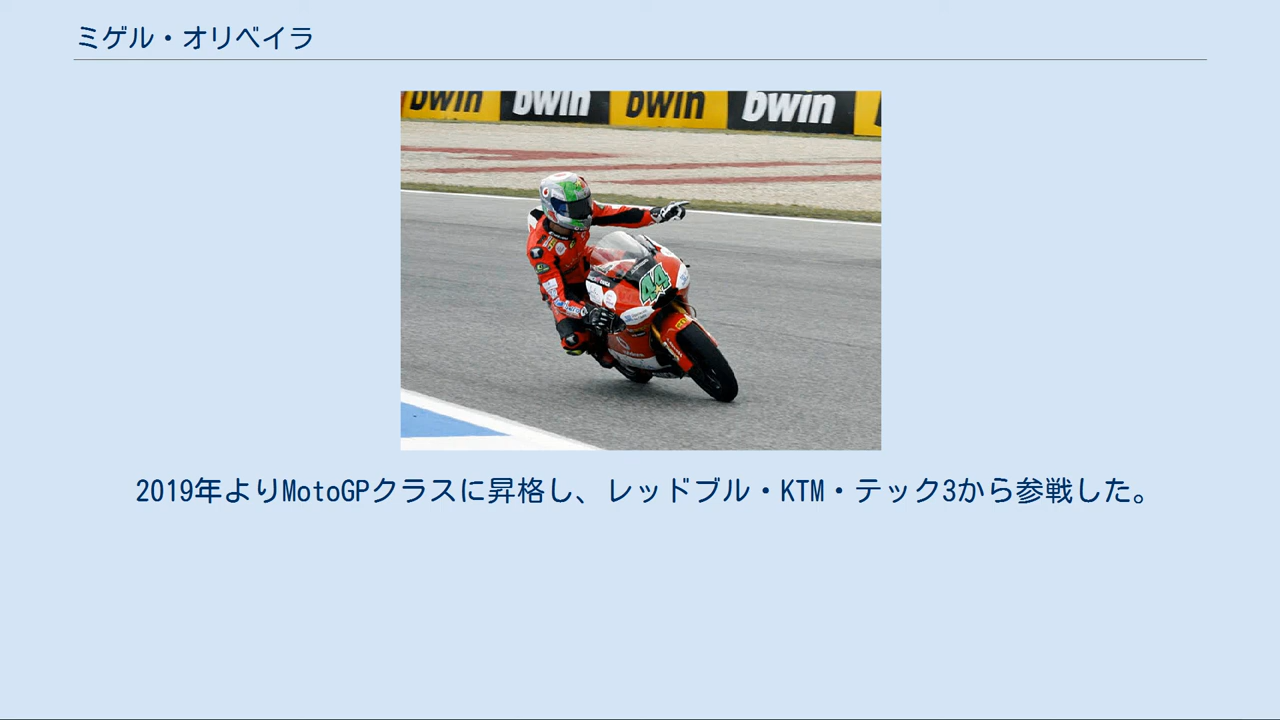 ミゲル・オリベイラ
bwin bwin bwin bwin
44
2019年よりMotoGPクラスに昇格し、レッドブル・KTM・テック3から参戦した。